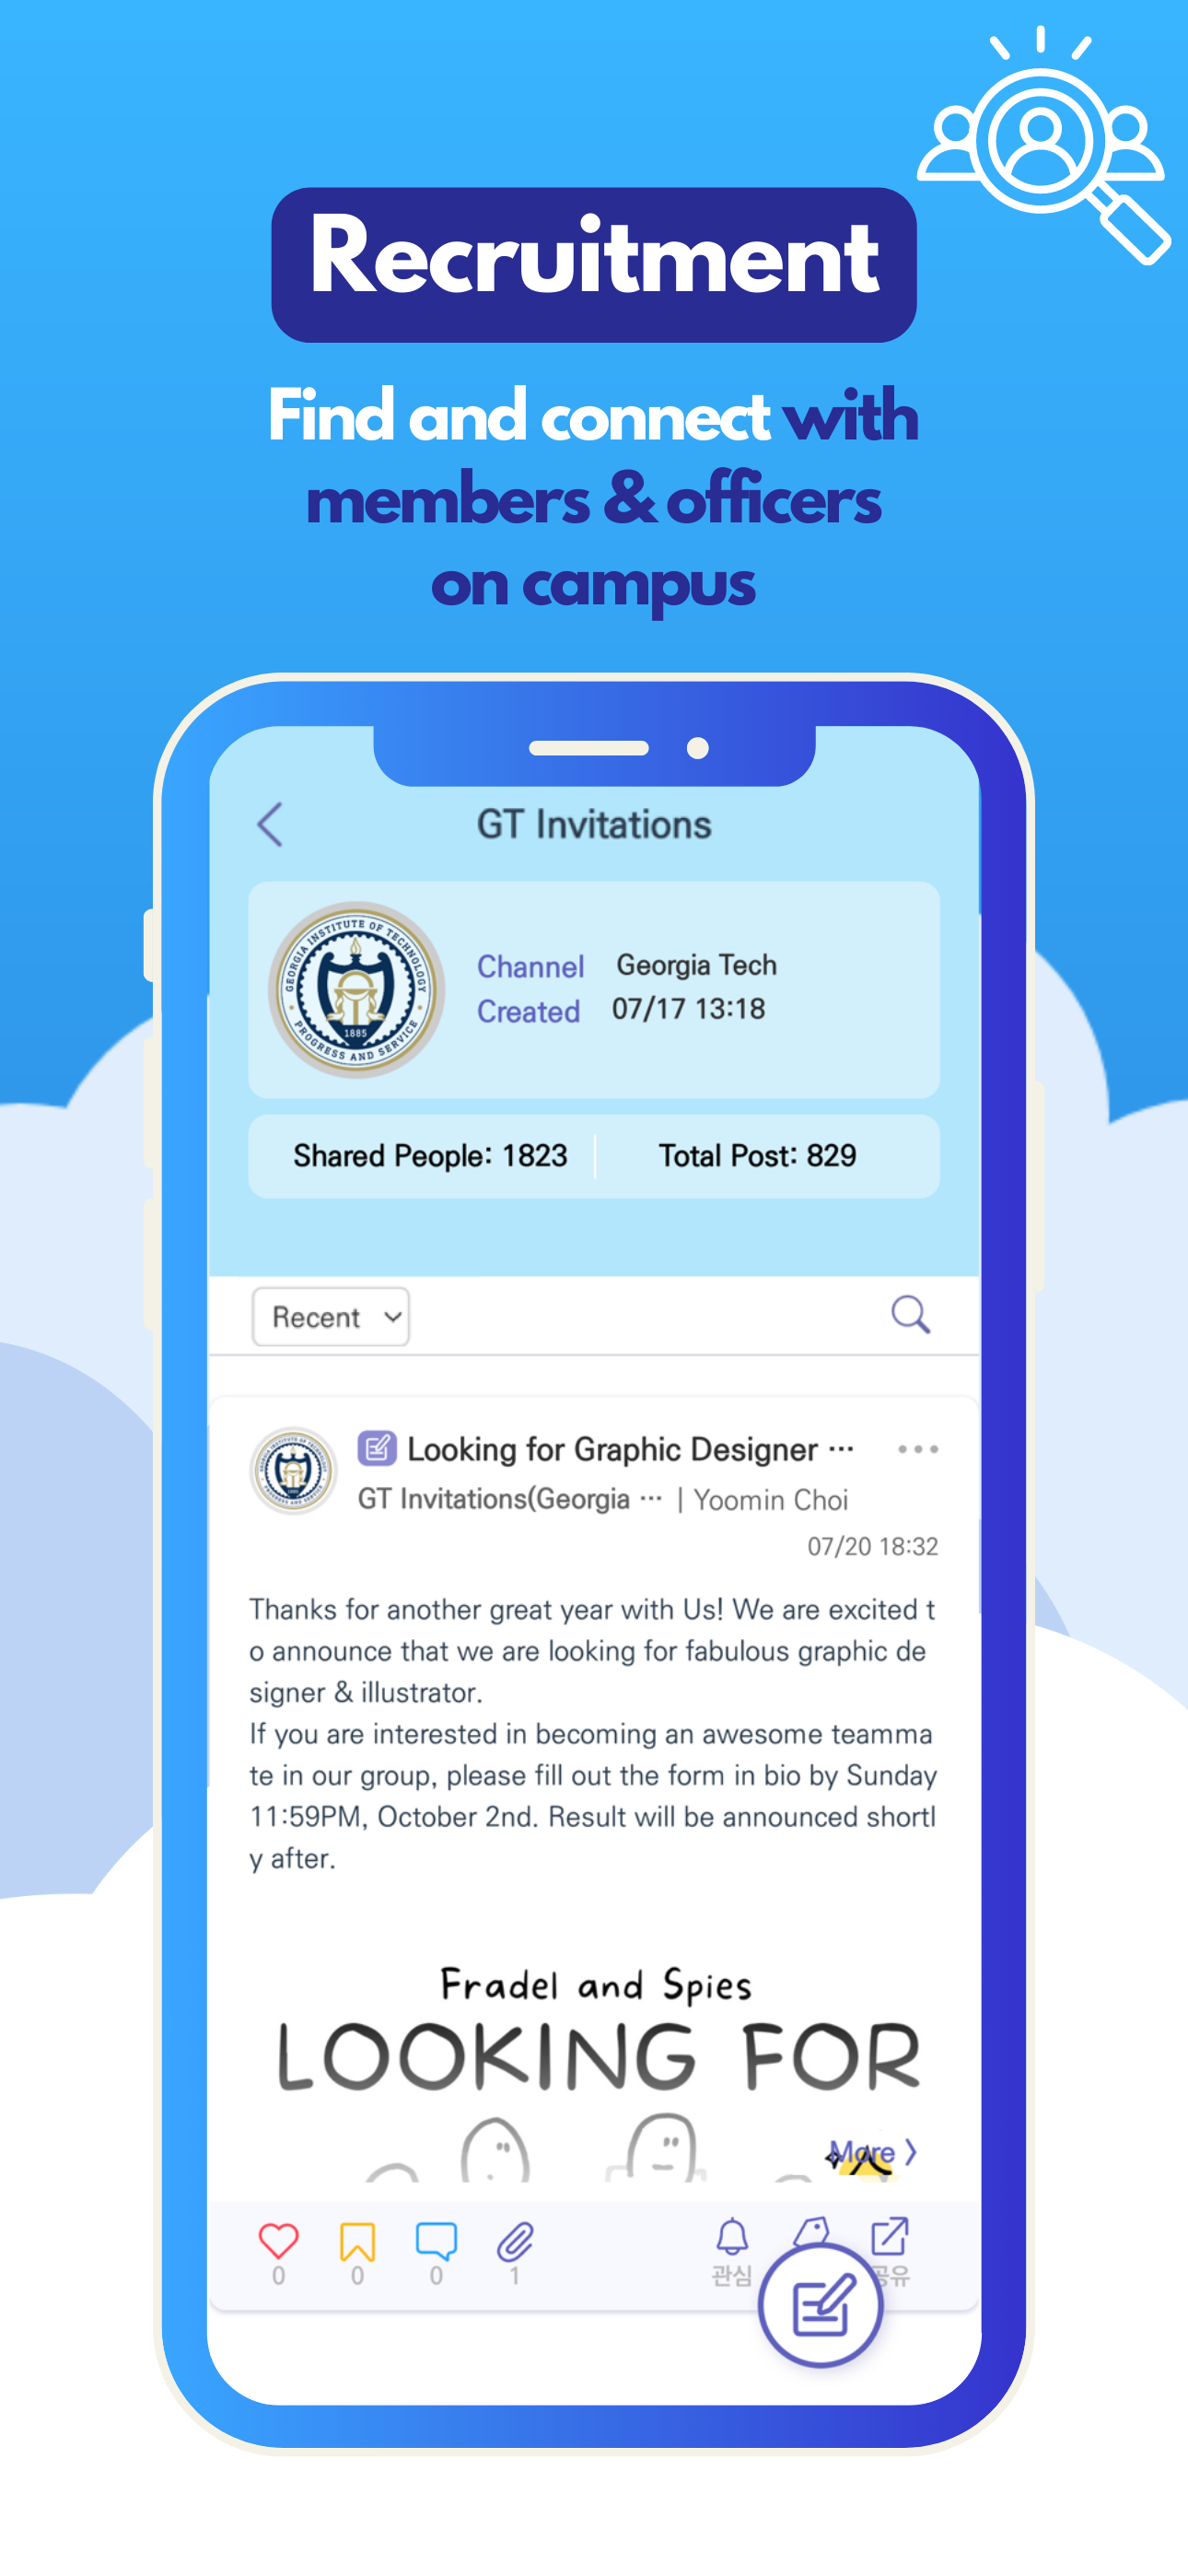 Recruitment
Find and connect with
members & officers
on campus
GT Invitations
GEORGIA INSTITUTE OF TECHNOLOGY
1885
PROGRESS AND SERVICE
Channel Georgia Tech
Created 07/17 13:18
Shared People: 1823 Total Post: 829
Recent
Looking for Graphic Designer ···
GT Invitations(Georgia ··· | Yoomin Choi
07/20 18:32
Thanks for another great year with Us! We are excited t
o announce that we are looking for fabulous graphic de
signer & illustrator.
If you are interested in becoming an awesome teamma
te in our group, please fill out the form in bio by Sunday
11:59PM, October 2nd. Result will be announced shortl
y after.
Fradel and Spies
LOOKING FOR
More
0 0 0 1 관심 공유